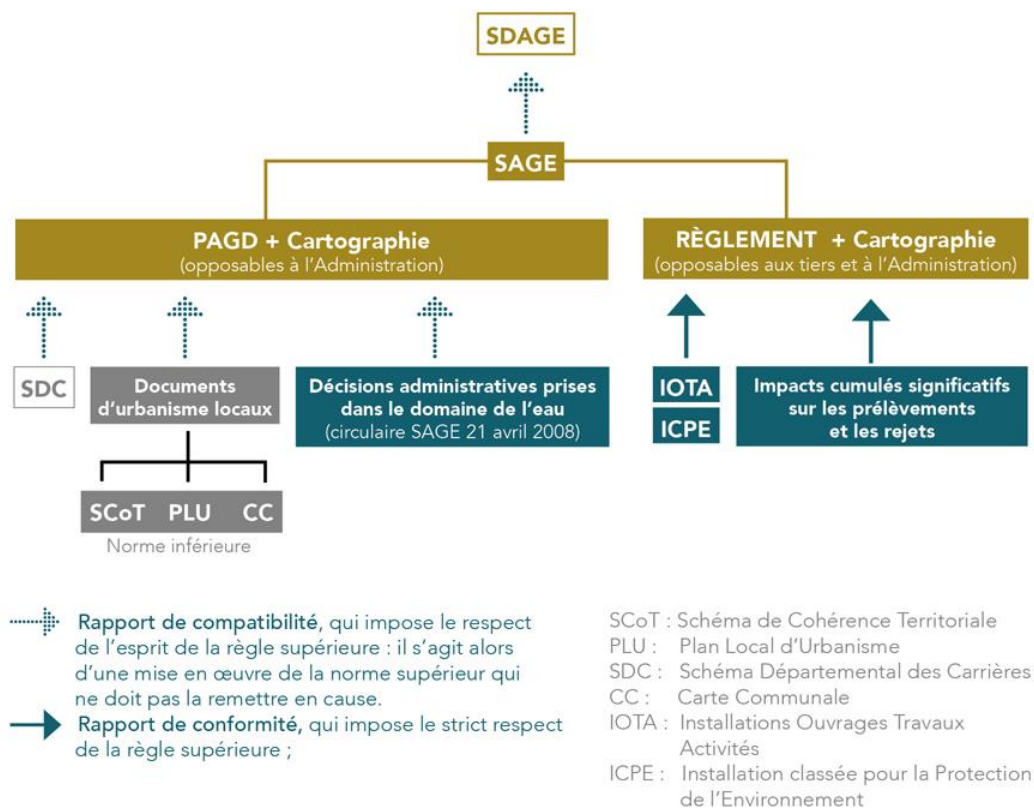 SDAGE
SAGE
PAGD + Cartographie
(opposables à l'Administration)
RÈGLEMENT + Cartographie
(opposables aux tiers et à l'Administration)
SDC
Documents
d'urbanisme locaux
Décisions administratives prises
dans le domaine de l'eau
(circulaire SAGE 21 avril 2008)
IOTA
ICPE
Impacts cumulés significatifs
sur les prélèvements
et les rejets
SCoT PLU CC
Norme inférieure
Rapport de compatibilité, qui impose le respect
de l'esprit de la règle supérieure : il s'agit alors
d'une mise en œuvre de la norme supérieur qui
ne doit pas la remettre en cause.
Rapport de conformité, qui impose le strict respect
de la règle supérieure ;
SCoT : Schéma de Cohérence Territoriale
PLU : Plan Local d'Urbanisme
SDC : Schéma Départemental des Carrières
CC : Carte Communale
IOTA : Installations Ouvrages Travaux
Activités
ICPE : Installation classée pour la Protection
de l'Environnement